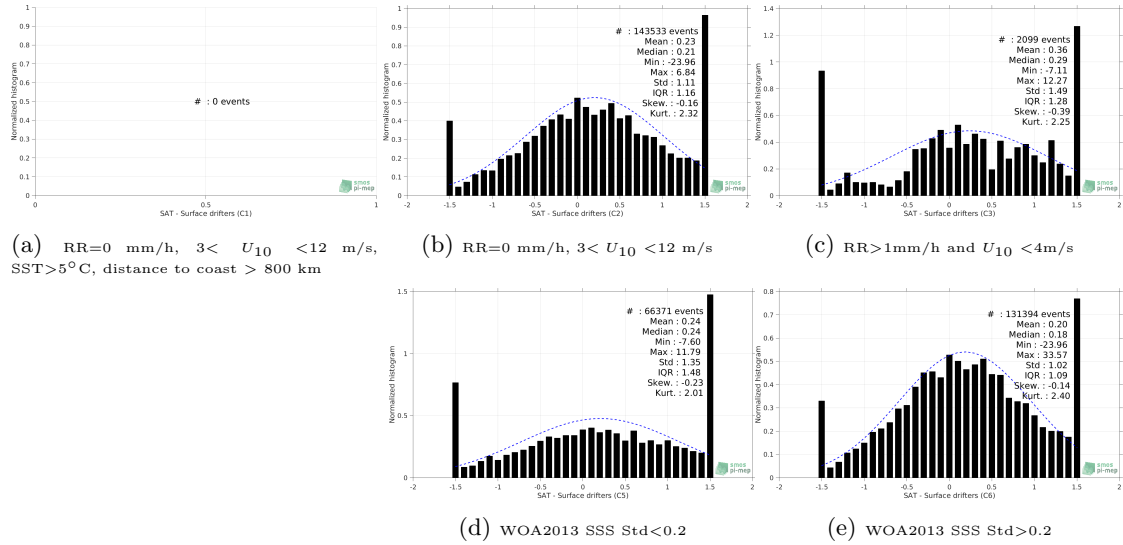 1
0.9
0.8
0.7
0.6
0.5
0.4
0.3
0.2
0.1
0
Normalized histogram
# : 0 events
smos
pi-mep
0
0.5
1
SAT - Surface drifters (C1)
(a) RR=0 mm/h, 3< U10 <12 m/s,
SST>5°C, distance to coast > 800 km
1
0.9
0.8
0.7
0.6
0.5
0.4
0.3
0.2
0.1
0
Normalized histogram
# : 143533 events
Mean : 0.23
Median : 0.21
Min : -23.96
Max : 6.84
Std : 1.11
IQR : 1.16
Skew. : -0.16
Kurt. : 2.32
smos
pi-mep
-2
-1.5
-1
-0.5
0
0.5
1
1.5
2
SAT - Surface drifters (C2)
(b) RR=0 mm/h, 3< U10 <12 m/s
1.4
1.2
1
0.8
0.6
0.4
0.2
0
Normalized histogram
# : 2099 events
Mean : 0.36
Median : 0.29
Min : -7.11
Max : 12.27
Std : 1.49
IQR : 1.28
Skew. : -0.39
Kurt. : 2.25
smos
pi-mep
-2
-1.5
-1
-0.5
0
0.5
1
1.5
2
SAT - Surface drifters (C3)
(c) RR>1mm/h and U10 <4m/s
1.5
1
0.5
0
Normalized histogram
# : 66371 events
Mean : 0.24
Median : 0.24
Min : -7.60
Max : 11.79
Std : 1.35
IQR : 1.48
Skew. : -0.23
Kurt. : 2.01
smos
pi-mep
-2
-1.5
-1
-0.5
0
0.5
1
1.5
2
SAT - Surface drifters (C5)
(d) WOA2013 SSS Std<0.2
0.8
0.7
0.6
0.5
0.4
0.3
0.2
0.1
0
Normalized histogram
# : 131394 events
Mean : 0.20
Median : 0.18
Min : -23.96
Max : 33.57
Std : 1.02
IQR : 1.09
Skew. : -0.14
Kurt. : 2.40
smos
pi-mep
-2
-1.5
-1
-0.5
0
0.5
1
1.5
2
SAT - Surface drifters (C6)
(e) WOA2013 SSS Std>0.2